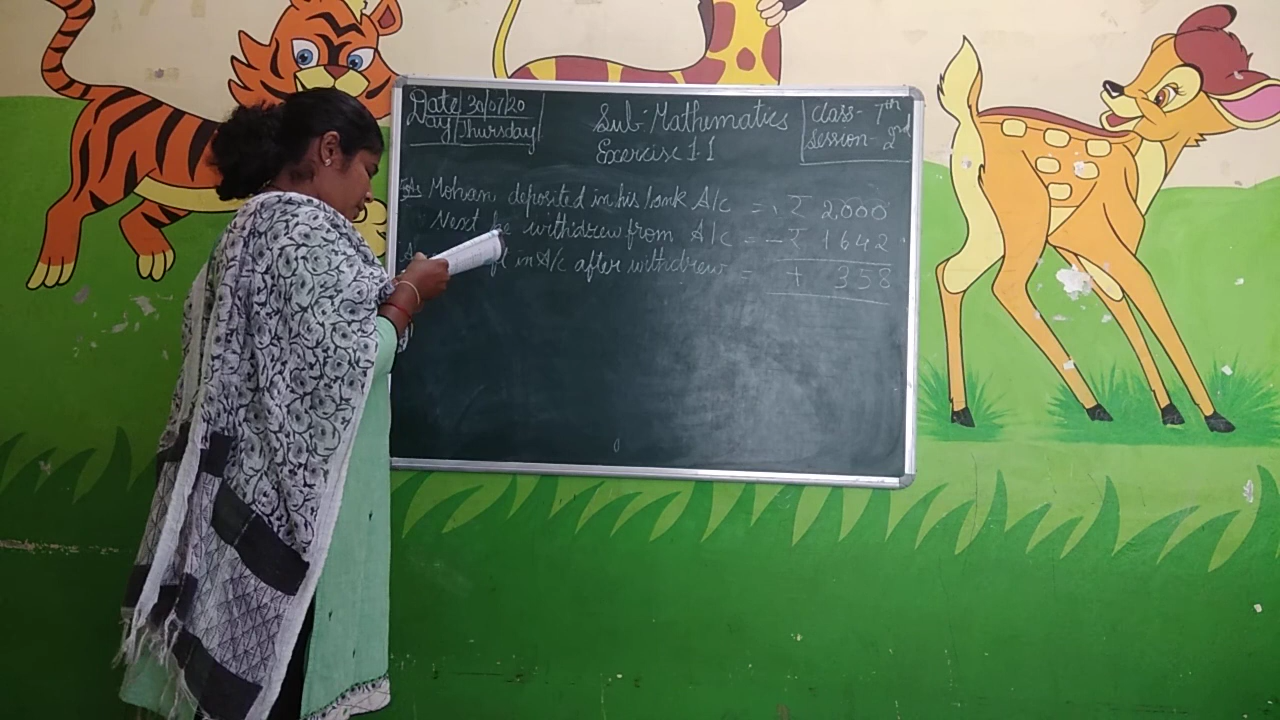 Date/ 30/07/20
Day/Thursday
Sub- Mathematics
Exercise 1.1
Class- 7th
Session- 2nd
Mohan deposited in his bank A/c = ₹ 2,000
Next he withdrew from A/c = - ₹ 1642
in A/c after withdrew = + 358